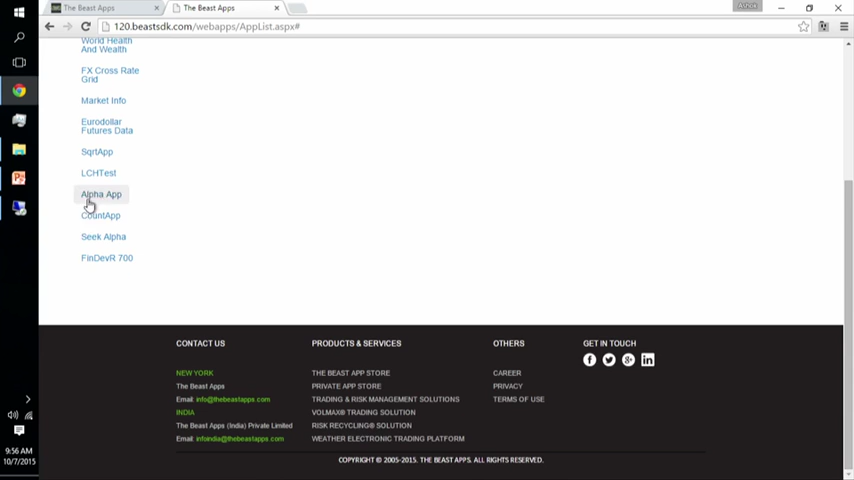 The Beast Apps
The Beast Apps
Ashok
120.beastsdk.com/webapps/AppList.aspx#
World Health
And Wealth
FX Cross Rate
Grid
Market Info
Eurodollar
Futures Data
SqrtApp
LCHTest
Alpha App
CountApp
Seek Alpha
FinDevR 700
CONTACT US
NEW YORK
The Beast Apps
Email: info@thebeastapps.com
INDIA
The Beast Apps (India) Private Limited
Email: infoindia@thebeastapps.com
PRODUCTS & SERVICES
THE BEAST APP STORE
PRIVATE APP STORE
TRADING & RISK MANAGEMENT SOLUTIONS
VOLMAX® TRADING SOLUTION
RISK RECYCLING® SOLUTION
WEATHER ELECTRONIC TRADING PLATFORM
OTHERS
CAREER
PRIVACY
TERMS OF USE
GET IN TOUCH
COPYRIGHT © 2005-2015. THE BEAST APPS. ALL RIGHTS RESERVED.
9:56 AM
10/7/2015